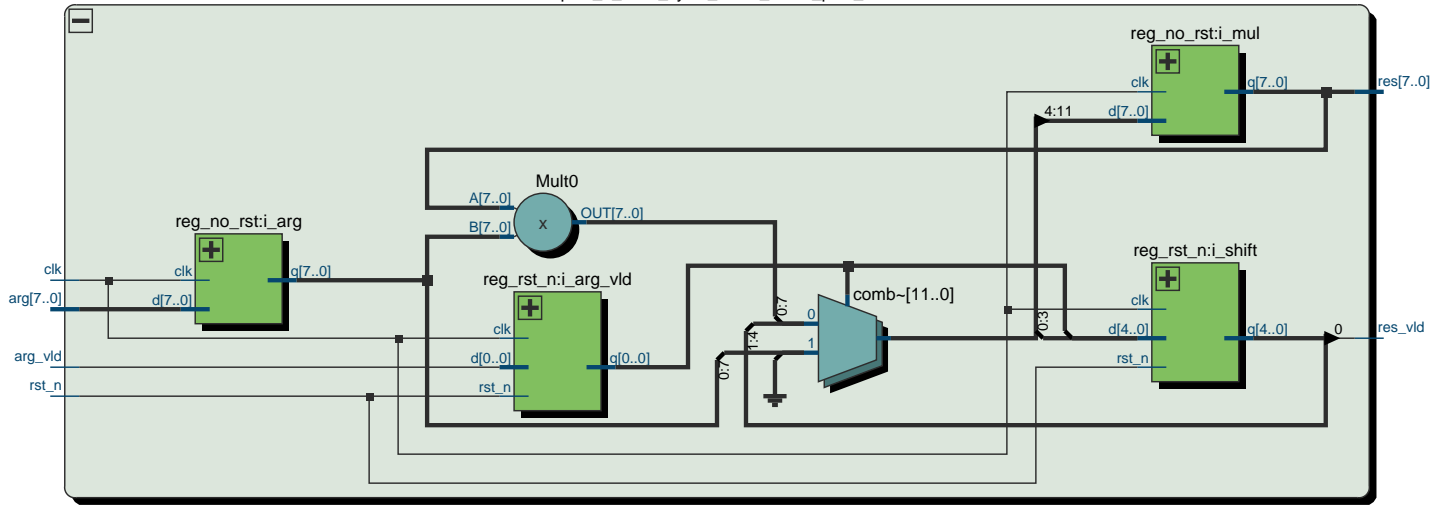 reg_no_rst:i_mul
clk
q[7..0]
res[7..0]
4:11
d[7..0]
Mult0
A[7..0]
OUT[7..0]
x
B[7..0]
reg_no_rst:i_arg
clk
clk
q[7..0]
arg[7..0]
d[7..0]
reg_rst_n:i_arg_vld
clk
arg_vld
d[0..0]
q[0..0]
rst_n
rst_n
comb~[11..0]
0:7
0
1:4
1
0:7
reg_rst_n:i_shift
clk
0:3
d[4..0]
q[4..0]
0
res_vld
rst_n